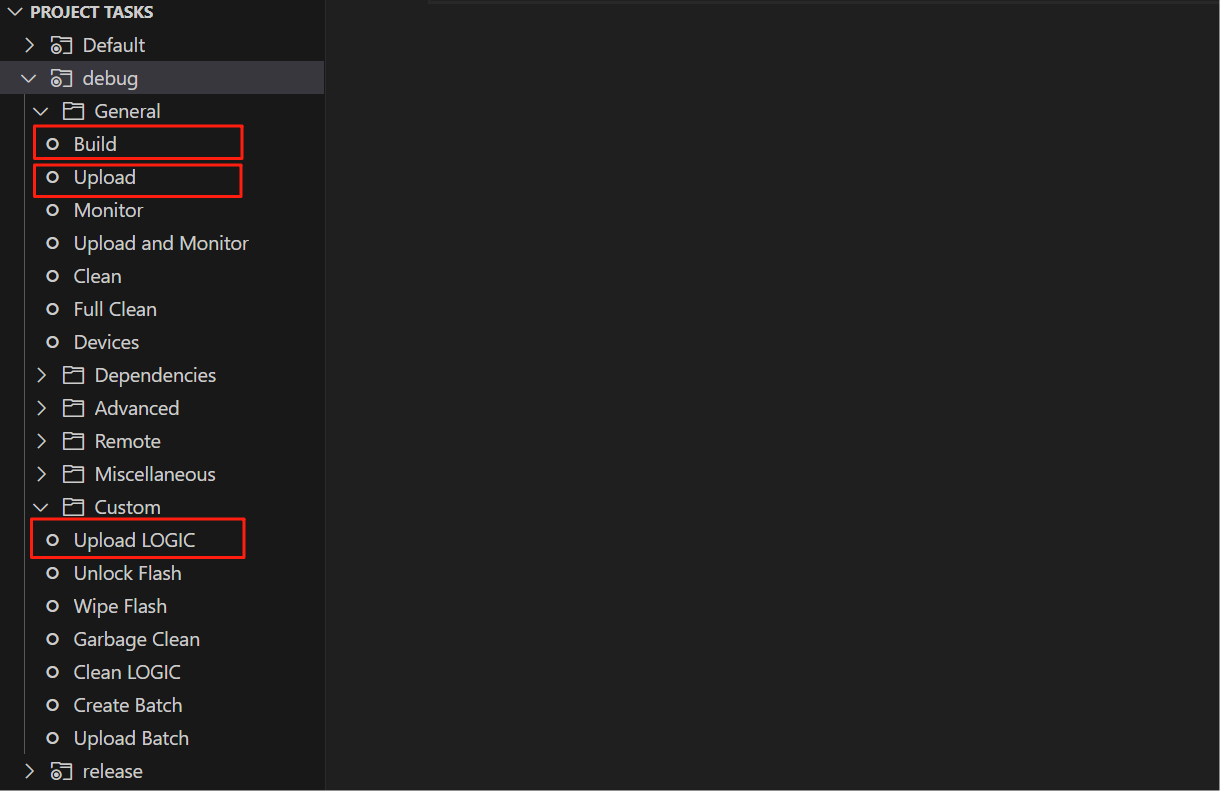 PROJECT TASKS
Default
debug
General
Build
Upload
Monitor
Upload and Monitor
Clean
Full Clean
Devices
Dependencies
Advanced
Remote
Miscellaneous
Custom
Upload LOGIC
Unlock Flash
Wipe Flash
Garbage Clean
Clean LOGIC
Create Batch
Upload Batch
release